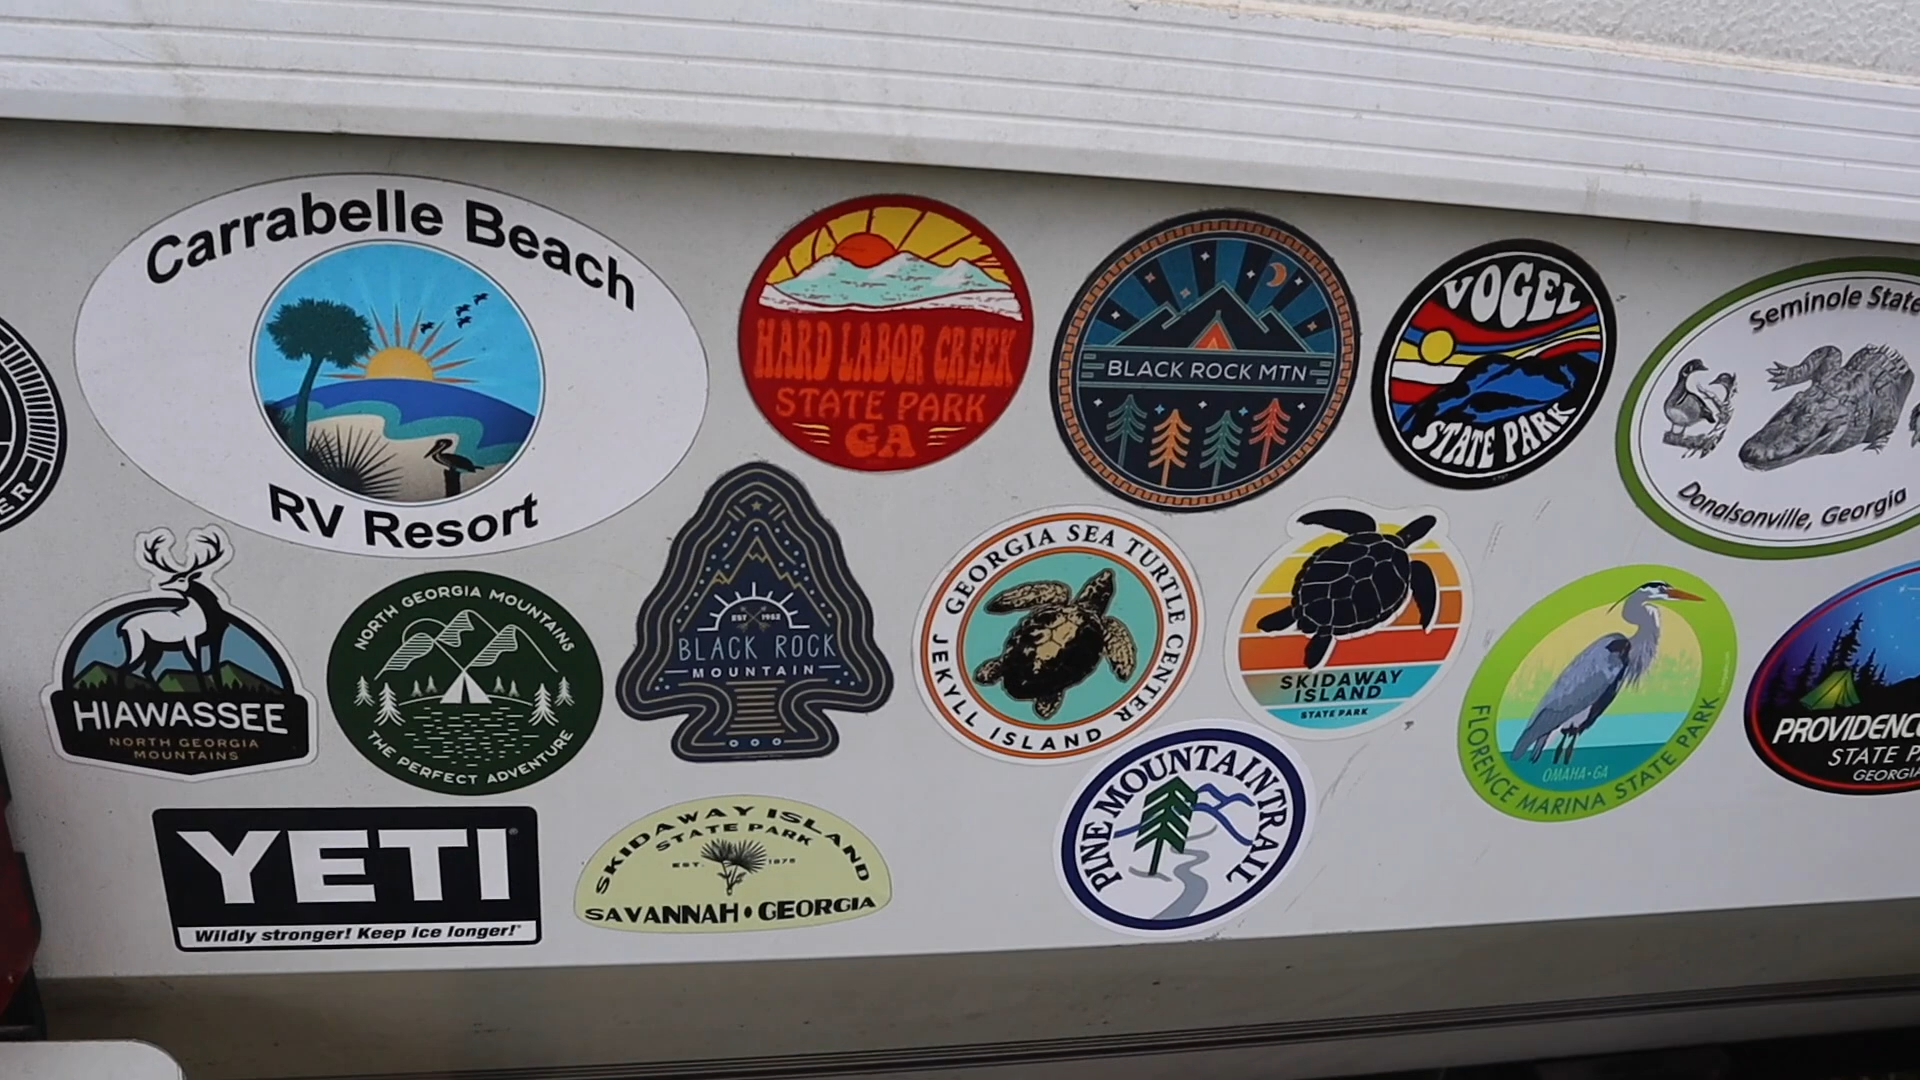 Carrabelle Beach
RV Resort
HARD LABOR CREEK
STATE PARK
GA
BLACK ROCK MTN
VOGEL
STATE PARK
Seminole State
Donalsonville, Georgia
HIAWASSEE
NORTH GEORGIA
MOUNTAINS
NORTH GEORGIA MOUNTAINS
THE PERFECT ADVENTURE
EST 1952
BLACK ROCK
MOUNTAIN
GEORGIA SEA TURTLE CENTER
JEKYLL ISLAND
SKIDAWAY
ISLAND
STATE PARK
OMAHA•GA
FLORENCE MARINA STATE PARK
PROVIDENC
STATE P
GEORGIA
YETI
Wildly stronger! Keep ice longer!
SKIDAWAY ISLAND
STATE PARK
EST. 1975
SAVANNAH • GEORGIA
PINE MOUNTAIN TRAIL
ER